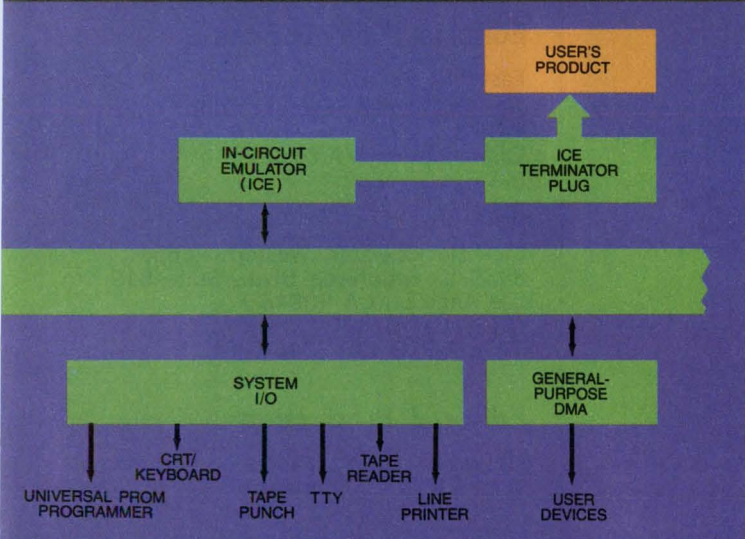 USER'S
PRODUCT
IN-CIRCUIT
EMULATOR
(ICE)
ICE
TERMINATOR
PLUG
SYSTEM
I/O
GENERAL-
PURPOSE
DMA
CRT/
KEYBOARD
TAPE
READER
UNIVERSAL PROM
PROGRAMMER
TAPE
PUNCH
TTY
LINE
PRINTER
USER
DEVICES